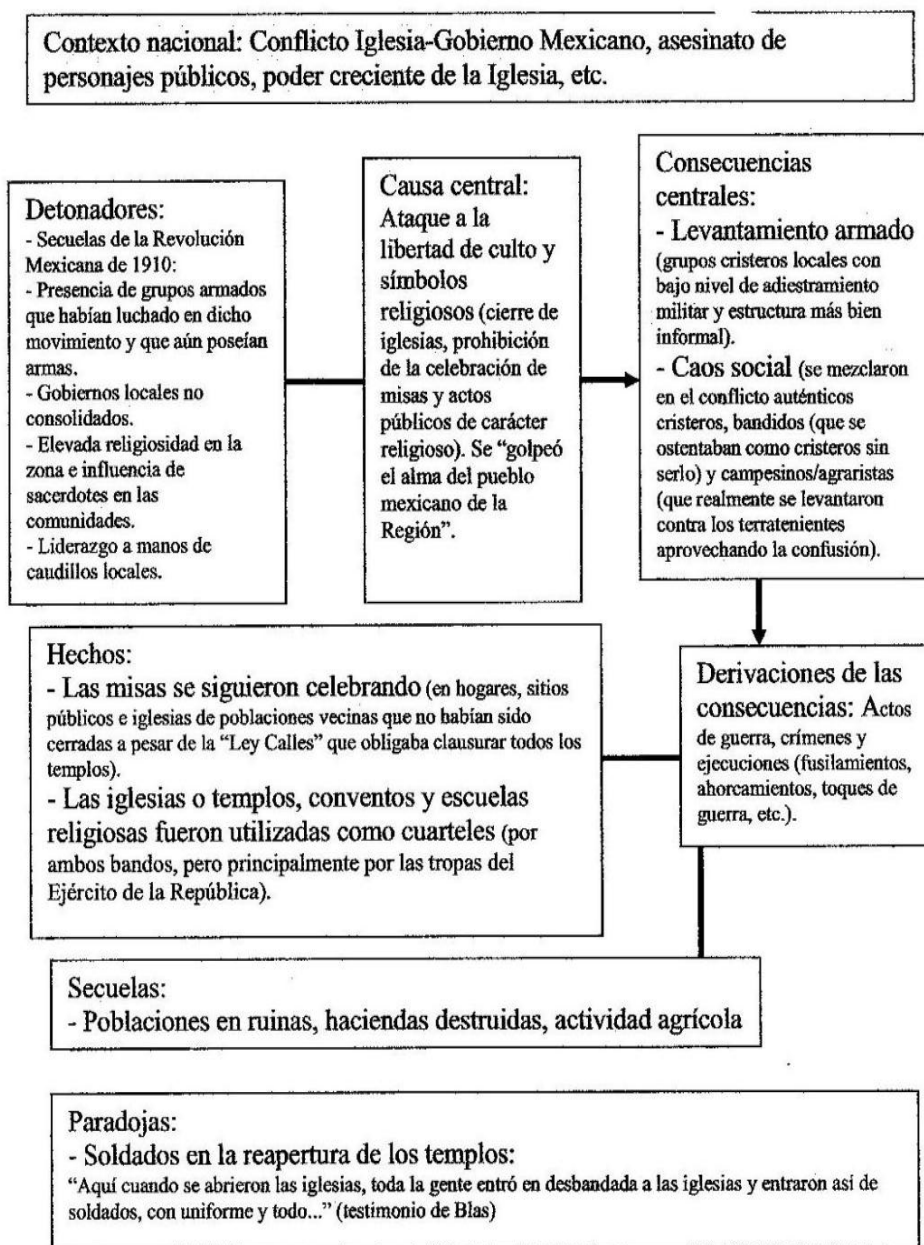 Contexto nacional: Conflicto Iglesia-Gobierno Mexicano, asesinato de
personajes públicos, poder creciente de la Iglesia, etc.
Detonadores:
- Secuelas de la Revolución
Mexicana de 1910:
- Presencia de grupos armados
que habían luchado en dicho
movimiento y que aún poseían
armas.
- Gobiernos locales no
consolidados.
- Elevada religiosidad en la
zona e influencia de
sacerdotes en las
comunidades.
- Liderazgo a manos de
caudillos locales.
Causa central:
Ataque a la
libertad de culto y
símbolos
religiosos (cierre de
iglesias, prohibición
de la celebración de
misas y actos
públicos de carácter
religioso). Se “golpeó
el alma del pueblo
mexicano de la
Región”.
Consecuencias
centrales:
- Levantamiento armado
(grupos cristeros locales con
bajo nivel de adiestramiento
militar y estructura más bien
informal).
- Caos social (se mezclaron
en el conflicto auténticos
cristeros, bandidos (que se
ostentaban como cristeros sin
serlo) y campesinos/agraristas
(que realmente se levantaron
contra los terratenientes
aprovechando la confusión).
Hechos:
- Las misas se siguieron celebrando (en hogares, sitios
públicos e iglesias de poblaciones vecinas que no habían sido
cerradas a pesar de la “Ley Calles” que obligaba clausurar todos los
templos).
- Las iglesias o templos, conventos y escuelas
religiosas fueron utilizadas como cuarteles (por
ambos bandos, pero principalmente por las tropas del
Ejército de la República).
Derivaciones de las
consecuencias: Actos
de guerra, crímenes y
ejecuciones (fusilamientos,
ahorcamientos, toques de
guerra, etc.).
Secuelas:
- Poblaciones en ruinas, haciendas destruidas, actividad agrícola
Paradojas:
- Soldados en la reapertura de los templos:
“Aquí cuando se abrieron las iglesias, toda la gente entró en desbandada a las iglesias y entraron así de
soldados, con uniforme y todo...” (testimonio de Blas)